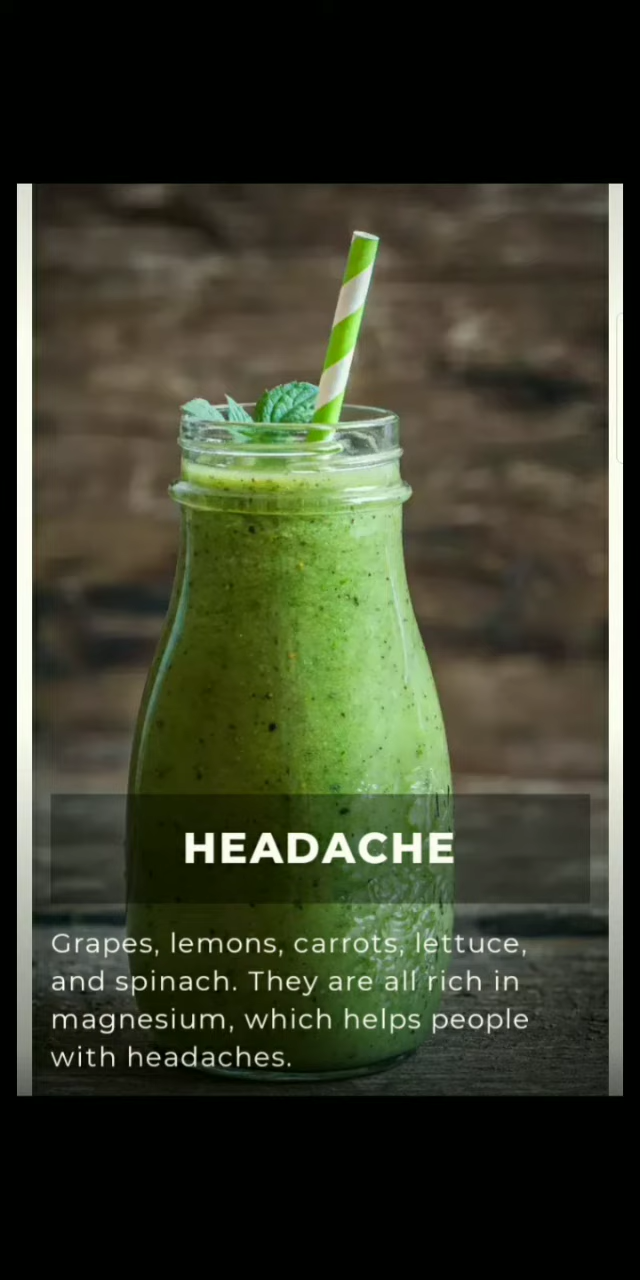 HEADACHE
Grapes, lemons, carrots, lettuce,
and spinach. They are all rich in
magnesium, which helps people
with headaches.